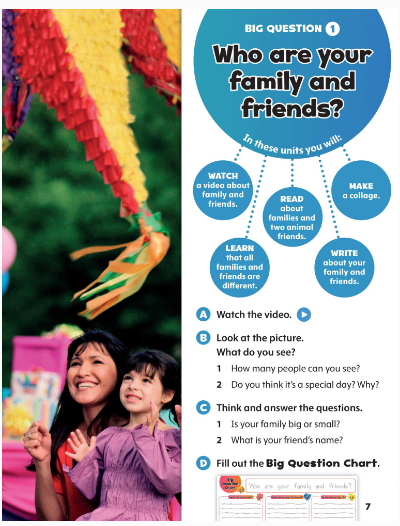 BIG QUESTION 1
Who are your
family and
friends?
In these units you will:
WATCH
a video about
family and
friends.
READ
about
families and
two animal
friends.
MAKE
a collage.
LEARN
that all
families and
friends are
different.
WRITE
about your
family and
friends.
A Watch the video.
B Look at the picture.
What do you see?
1 How many people can you see?
2 Do you think it's a special day? Why?
C Think and answer the questions.
1 Is your family big or small?
2 What is your friend's name?
D Fill out the Big Question Chart.
Big
Question
Chart
Who are your family and friends?
7